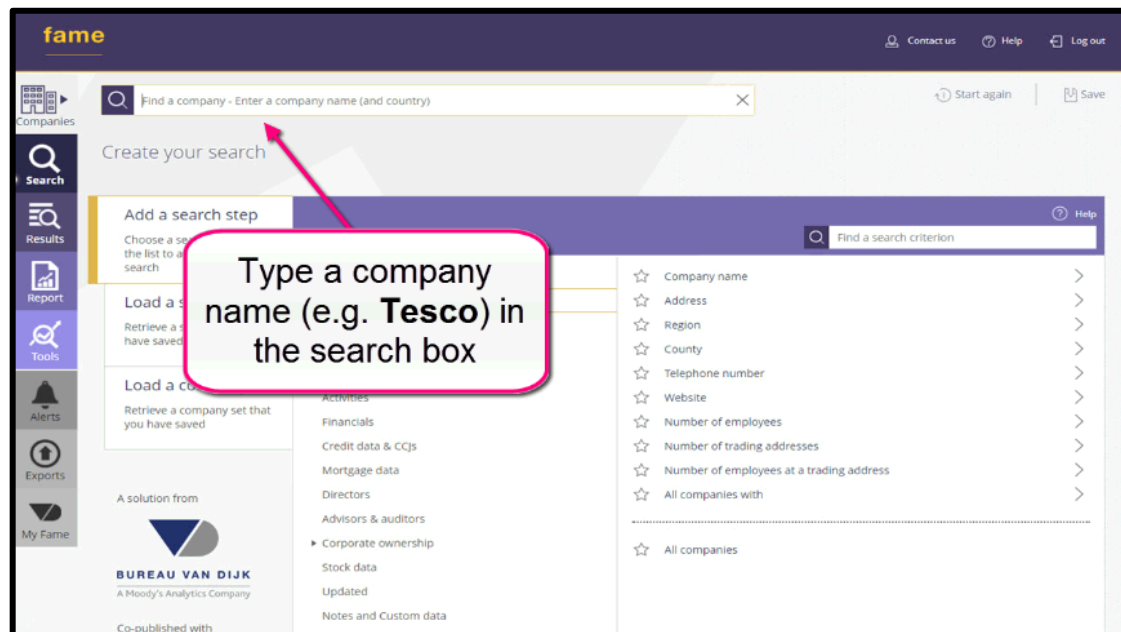 fame
Contact us
Help
Log out
Companies
Find a company - Enter a company name (and country)
Start again
Save
Create your search
Search
Results
Report
Tools
Alerts
Exports
My Fame
Add a search step
Choose a
the list to
search
Help
Find a search criterion
Type a company
name (e.g. Tesco) in
the search box
Load a
Retrieve a
have saved
Load a
Retrieve a company set that
you have saved
Activities
Financials
Credit data & CCJs
Mortgage data
Directors
Advisors & auditors
Corporate ownership
Stock data
Updated
Notes and Custom data
Company name
Address
Region
County
Telephone number
Website
Number of employees
Number of trading addresses
Number of employees at a trading address
All companies with
All companies
A solution from
BUREAU VAN DIJK
A Moody's Analytics Company
Co-published with